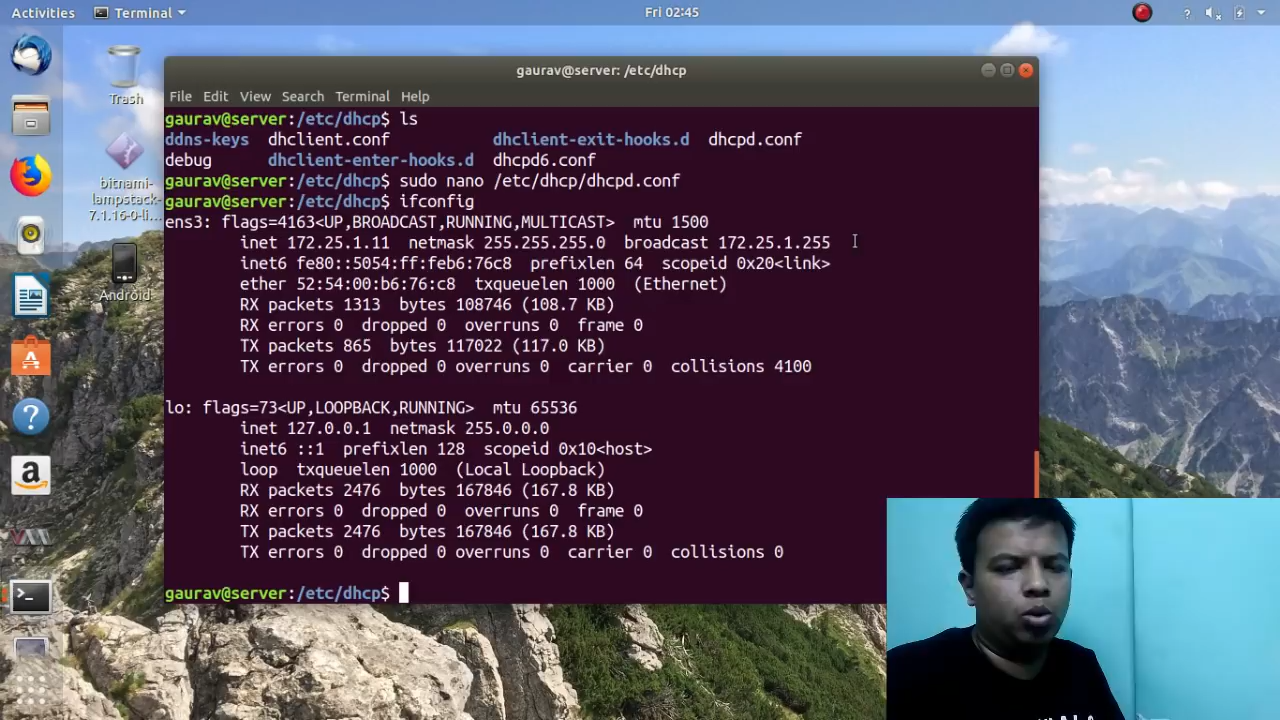 Activities
Terminal
Fri 02:45
?
Trash
bitnami-
lampstack-
7.1.16-0-li...
Android
gaurav@server: /etc/dhcp
File Edit View Search Terminal Help
gaurav@server:/etc/dhcp$ ls
ddns-keys dhclient.conf dhclient-exit-hooks.d dhcpd.conf
debug dhclient-enter-hooks.d dhcpd6.conf
gaurav@server:/etc/dhcp$ sudo nano /etc/dhcp/dhcpd.conf
gaurav@server:/etc/dhcp$ ifconfig
ens3: flags=4163<UP,BROADCAST,RUNNING,MULTICAST> mtu 1500
inet 172.25.1.11 netmask 255.255.255.0 broadcast 172.25.1.255
inet6 fe80::5054:ff:feb6:76c8 prefixlen 64 scopeid 0x20<link>
ether 52:54:00:b6:76:c8 txqueuelen 1000 (Ethernet)
RX packets 1313 bytes 108746 (108.7 KB)
RX errors 0 dropped 0 overruns 0 frame 0
TX packets 865 bytes 117022 (117.0 KB)
TX errors 0 dropped 0 overruns 0 carrier 0 collisions 4100
lo: flags=73<UP,LOOPBACK,RUNNING> mtu 65536
inet 127.0.0.1 netmask 255.0.0.0
inet6 ::1 prefixlen 128 scopeid 0x10<host>
loop txqueuelen 1000 (Local Loopback)
RX packets 2476 bytes 167846 (167.8 KB)
RX errors 0 dropped 0 overruns 0 frame 0
TX packets 2476 bytes 167846 (167.8 KB)
TX errors 0 dropped 0 overruns 0 carrier 0 collisions 0
gaurav@server:/etc/dhcp$